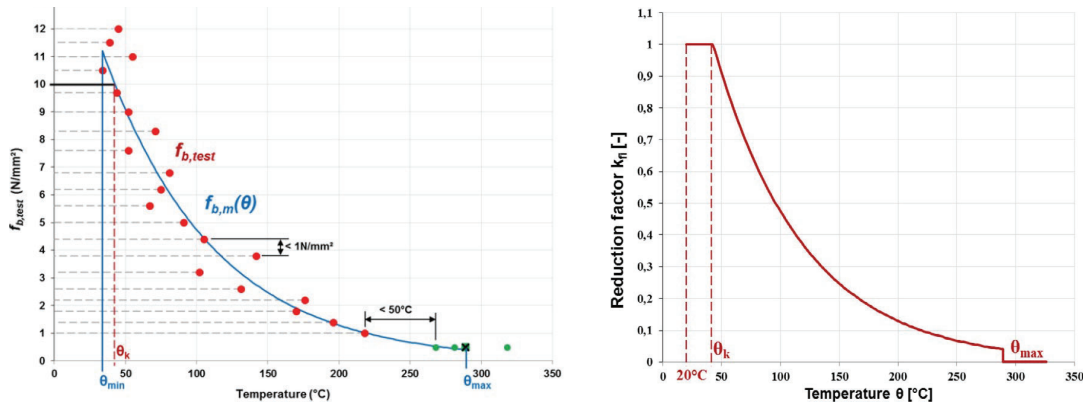 12
11
10
9
8
7
6
5
4
3
2
1
0
f_b,test (N/mm²)
f_b,test
f_b,m(θ)
< 1N/mm²
< 50°C
0 50 100 150 200 250 300 350
θ_k
θ_min
θ_max
Temperature (°C)
1
0,9
0,8
0,7
0,6
0,5
0,4
0,3
0,2
0,1
0
Reduction factor k_fi [-]
θ_k
θ_max
20°C
0 50 100 150 200 250 300 350
Temperature θ [°C]